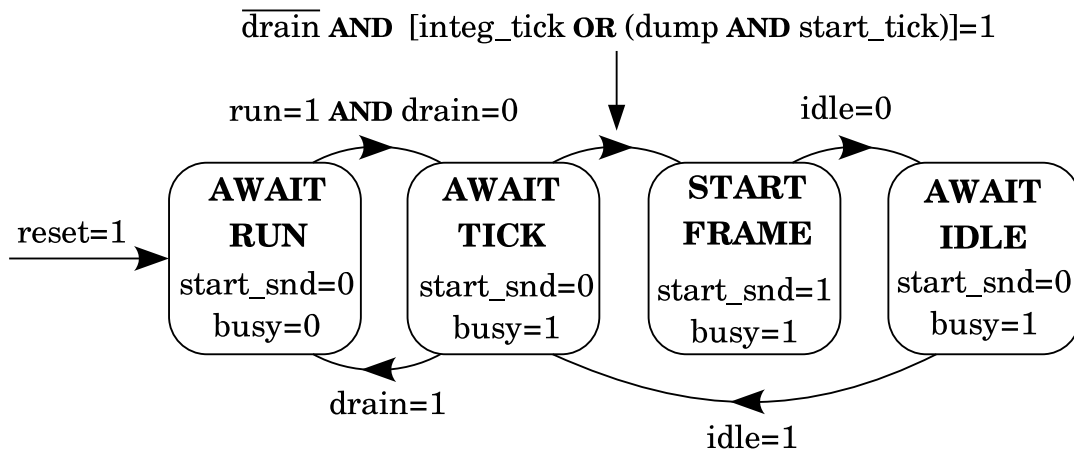 d̅r̅a̅i̅n̅ AND [integ_tick OR (dump AND start_tick)]=1
run=1 AND drain=0
idle=0
reset=1
AWAIT
RUN
start_snd=0
busy=0
AWAIT
TICK
start_snd=0
busy=1
START
FRAME
start_snd=1
busy=1
AWAIT
IDLE
start_snd=0
busy=1
drain=1
idle=1